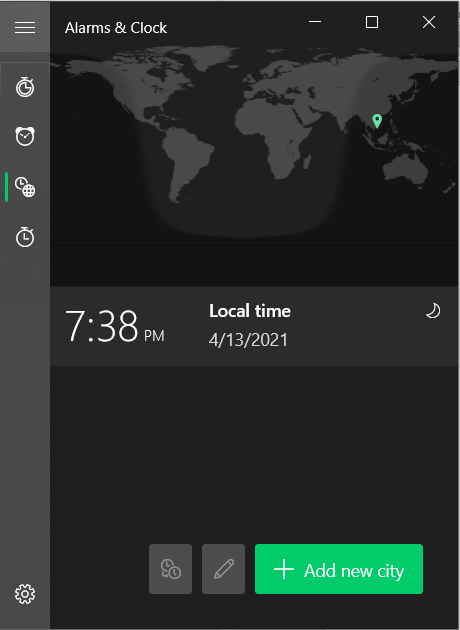 Alarms & Clock
7:38 PM
Local time
4/13/2021
Add new city